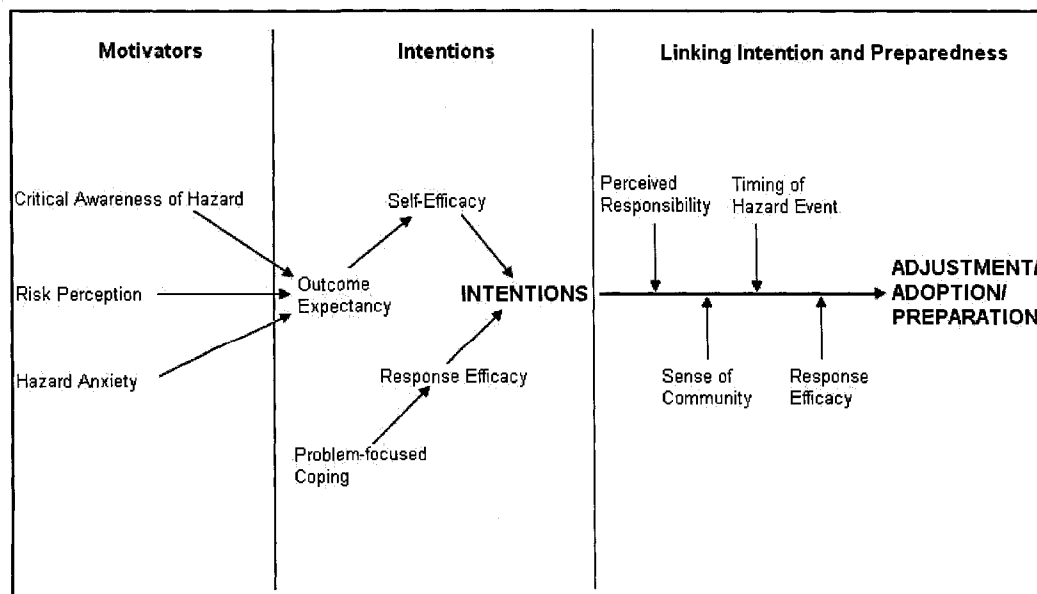 Motivators
Intentions
Linking Intention and Preparedness
Critical Awareness of Hazard
Risk Perception
Hazard Anxiety
Self-Efficacy
Outcome
Expectancy
INTENTIONS
Response Efficacy
Problem-focused
Coping
Perceived
Responsibility
Timing of
Hazard Event.
Sense of
Community
Response
Efficacy
ADJUSTMENT/
ADOPTION/
PREPARATION